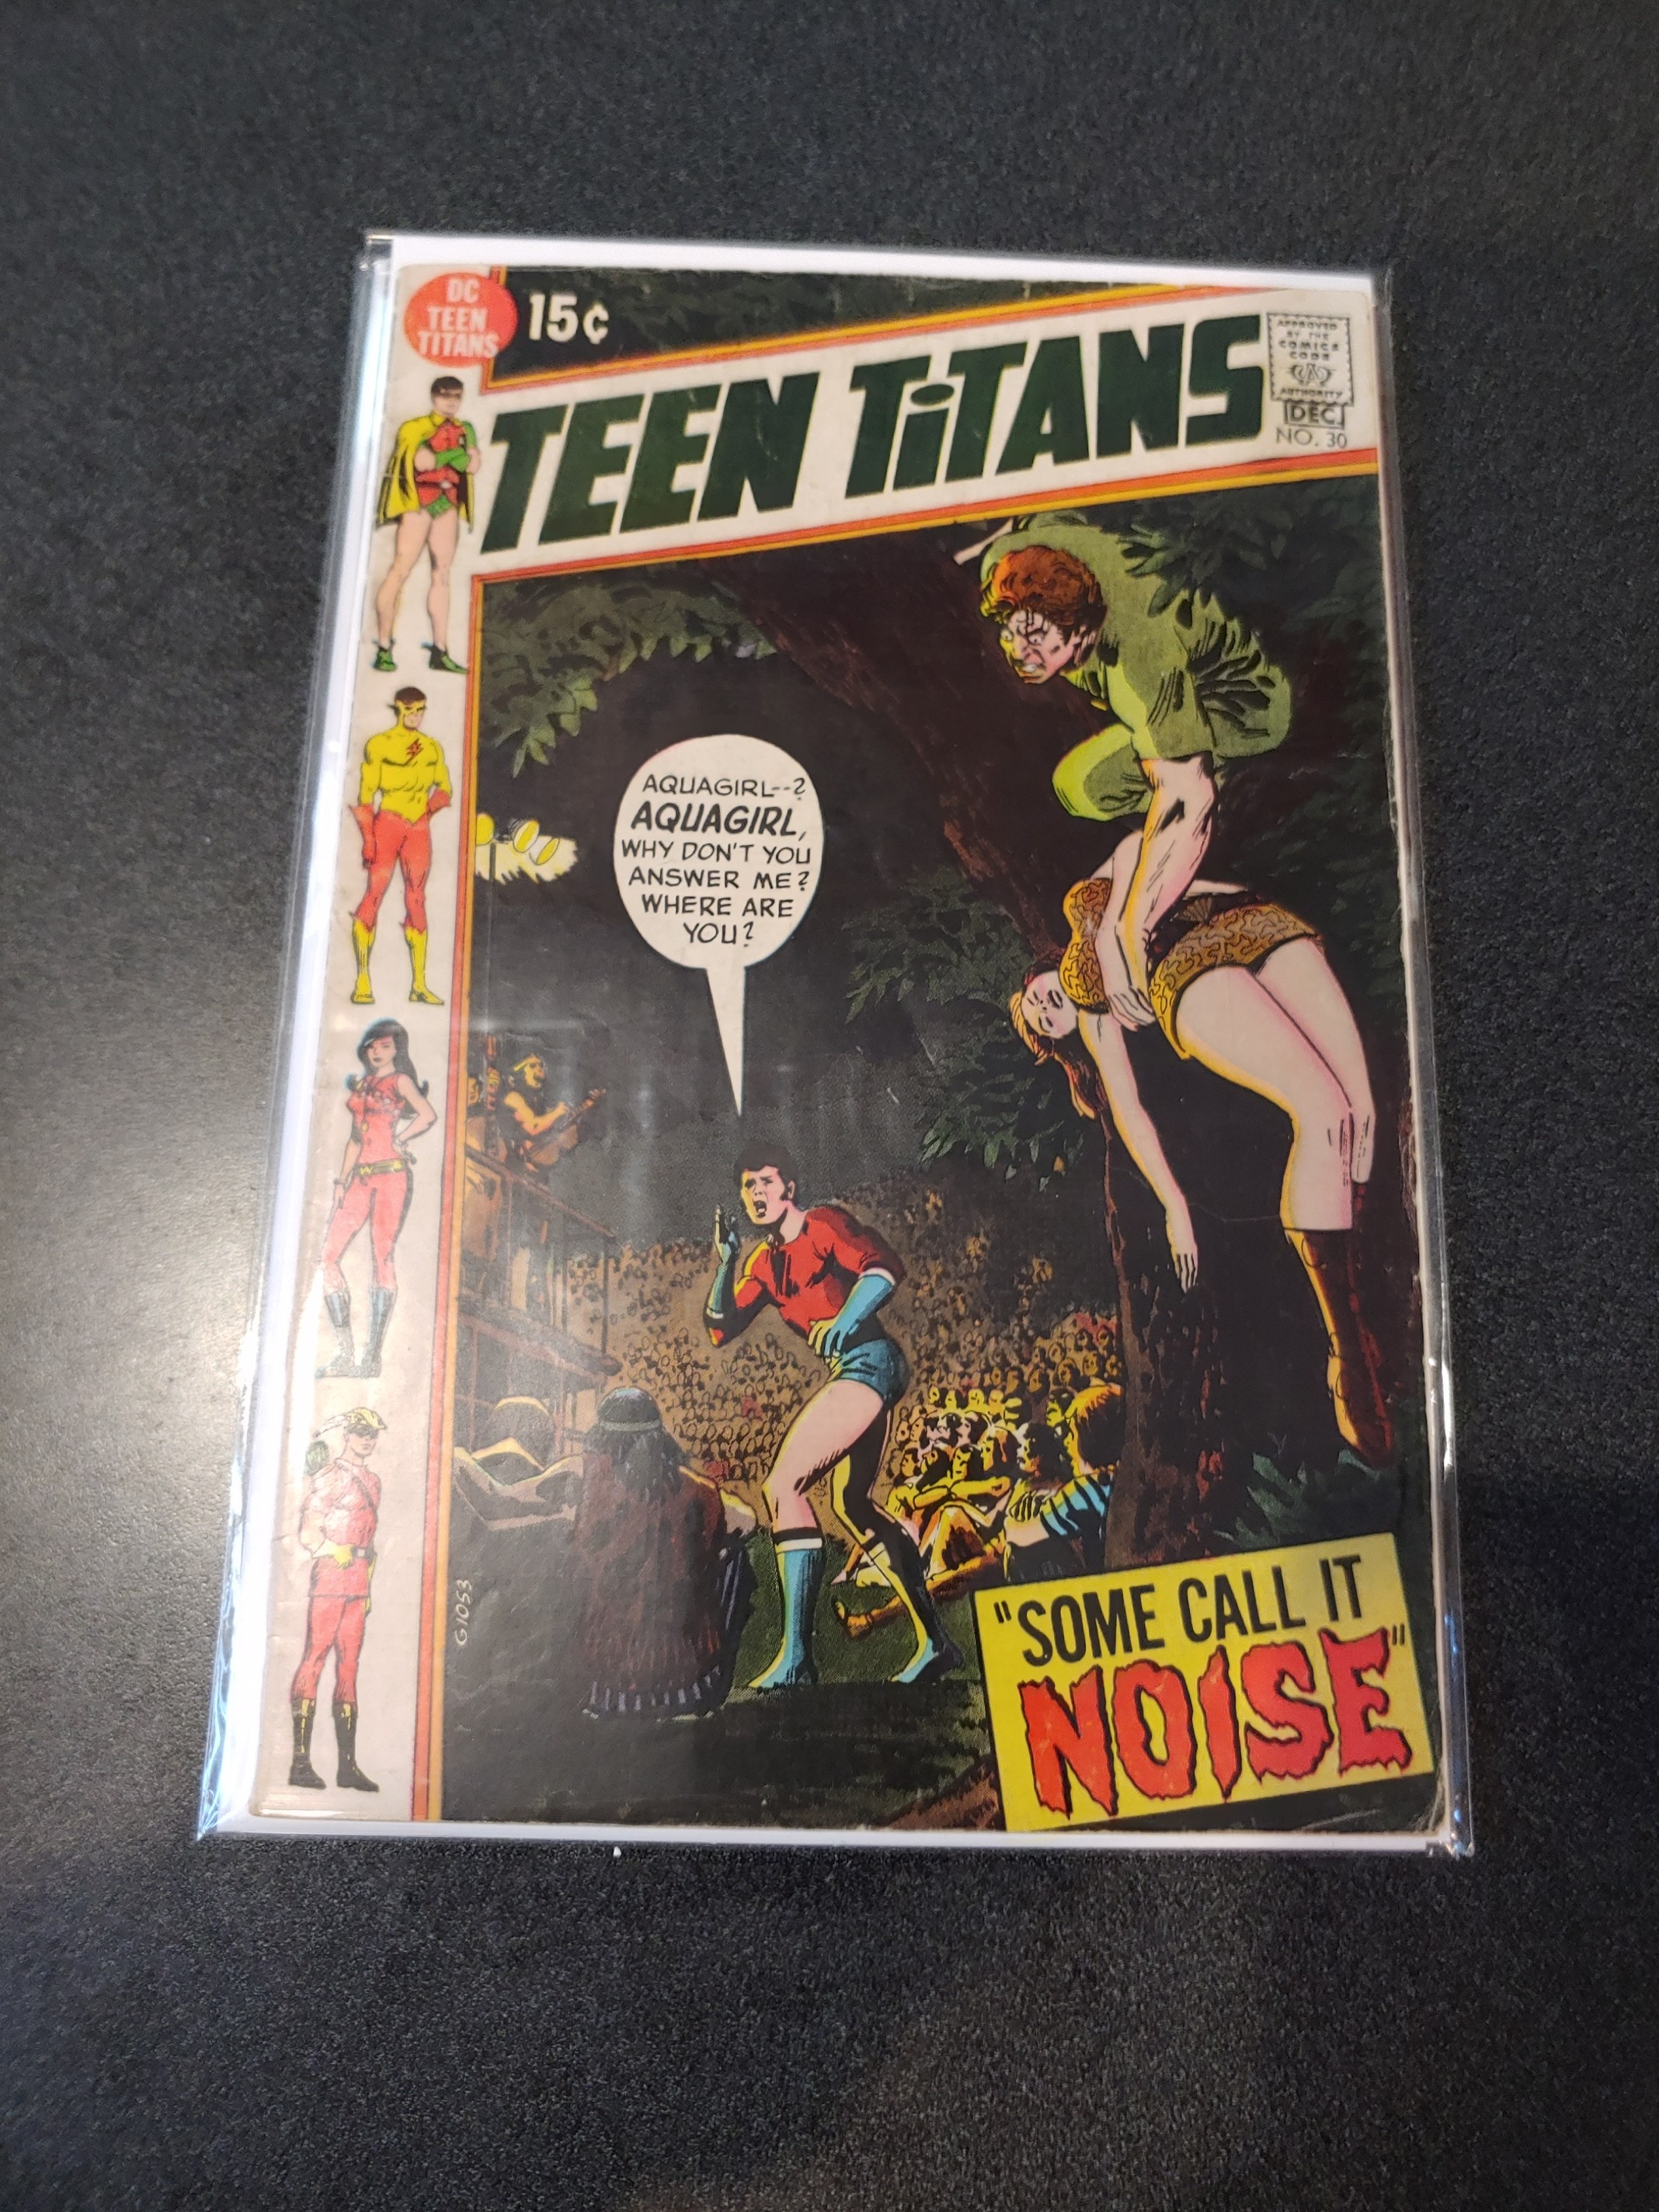 DC
TEEN
TITANS
15¢
TEEN TiTANS
APPROVED
BY THE
COMICS
CODE
AUTHORITY
DEC.
NO. 30
AQUAGIRL--?
AQUAGIRL,
WHY DON'T YOU
ANSWER ME?
WHERE ARE
YOU?
G1053
"SOME CALL IT
NOISE"